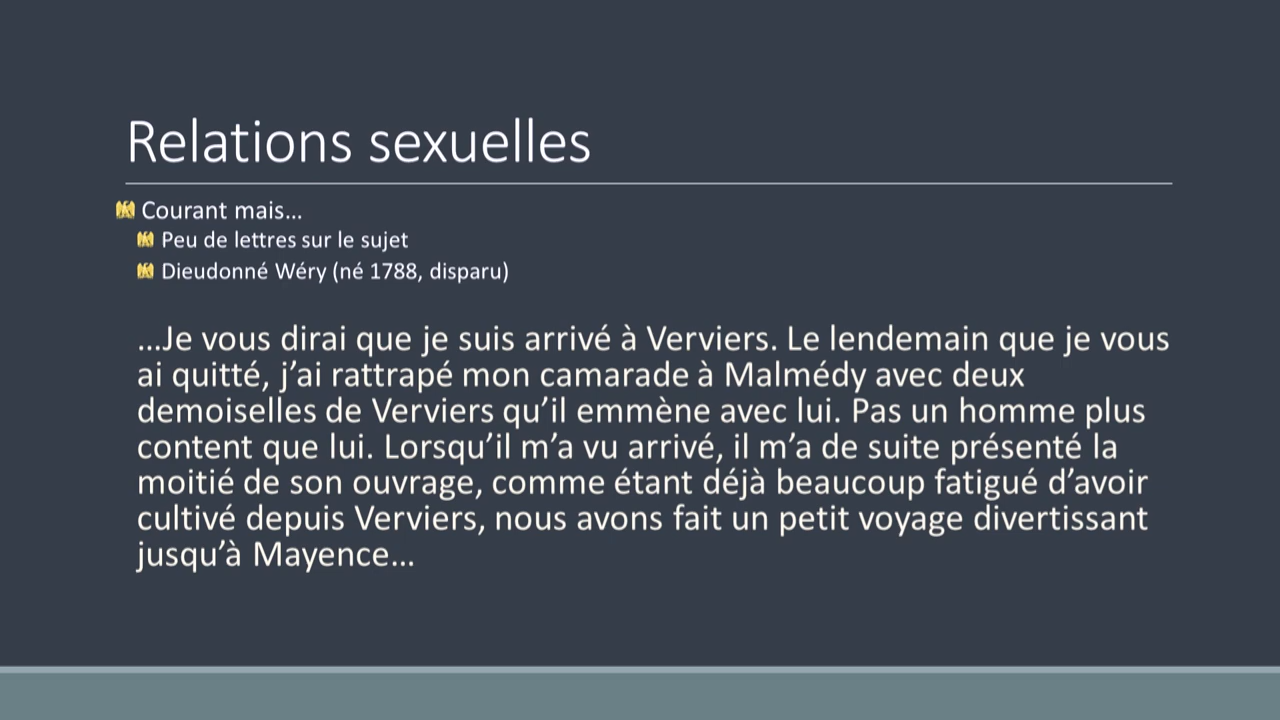 Relations sexuelles
Courant mais…
Peu de lettres sur le sujet
Dieudonné Wéry (né 1788, disparu)
…Je vous dirai que je suis arrivé à Verviers. Le lendemain que je vous
ai quitté, j’ai rattrapé mon camarade à Malmédy avec deux
demoiselles de Verviers qu’il emmène avec lui. Pas un homme plus
content que lui. Lorsqu’il m’a vu arrivé, il m’a de suite présenté la
moitié de son ouvrage, comme étant déjà beaucoup fatigué d’avoir
cultivé depuis Verviers, nous avons fait un petit voyage divertissant
jusqu’à Mayence…